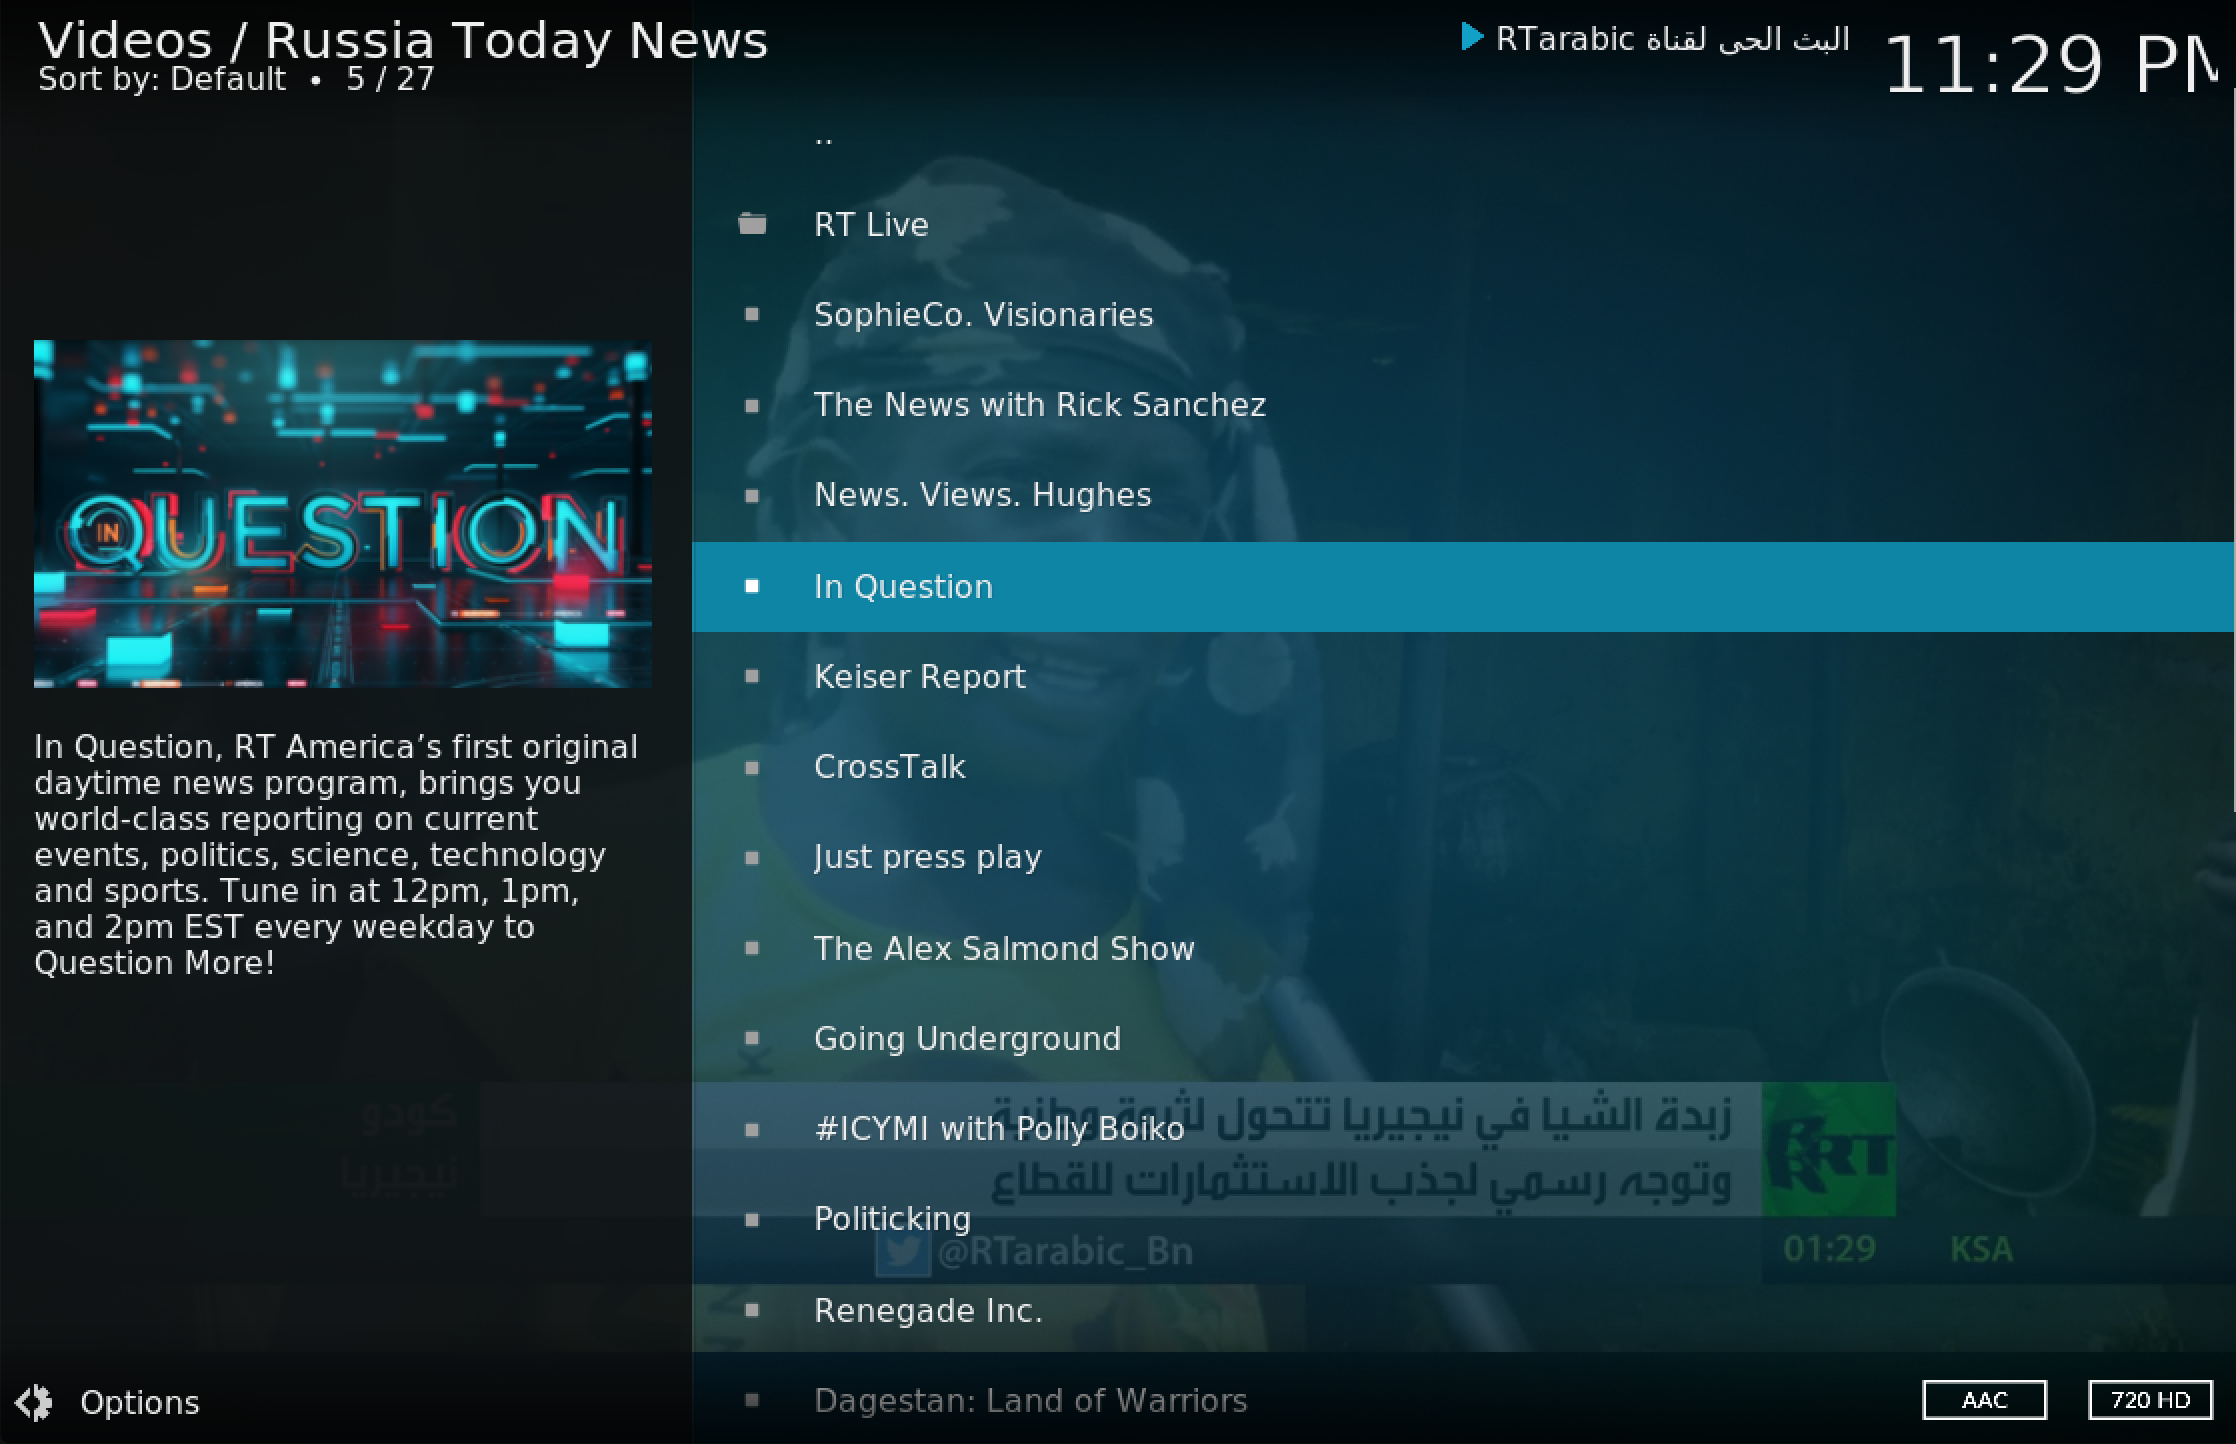 Videos / Russia Today News
Sort by: Default • 5 / 27
RTarabic البث الحى لقناة
11:29 PM
..
RT Live
SophieCo. Visionaries
The News with Rick Sanchez
News. Views. Hughes
In Question
Keiser Report
CrossTalk
Just press play
The Alex Salmond Show
Going Underground
#ICYMI with Polly Boiko
Politicking
Renegade Inc.
Dagestan: Land of Warriors
IN QUESTION
In Question, RT America’s first original
daytime news program, brings you
world-class reporting on current
events, politics, science, technology
and sports. Tune in at 12pm, 1pm,
and 2pm EST every weekday to
Question More!
كودو
نيجيريا
زبدة الشيا في نيجيريا تتحول لثروة وطنية
وتوجه رسمي لجذب الاستثمارات للقطاع
RT
@RTarabic_Bn
01:29 KSA
Options
AAC
720 HD